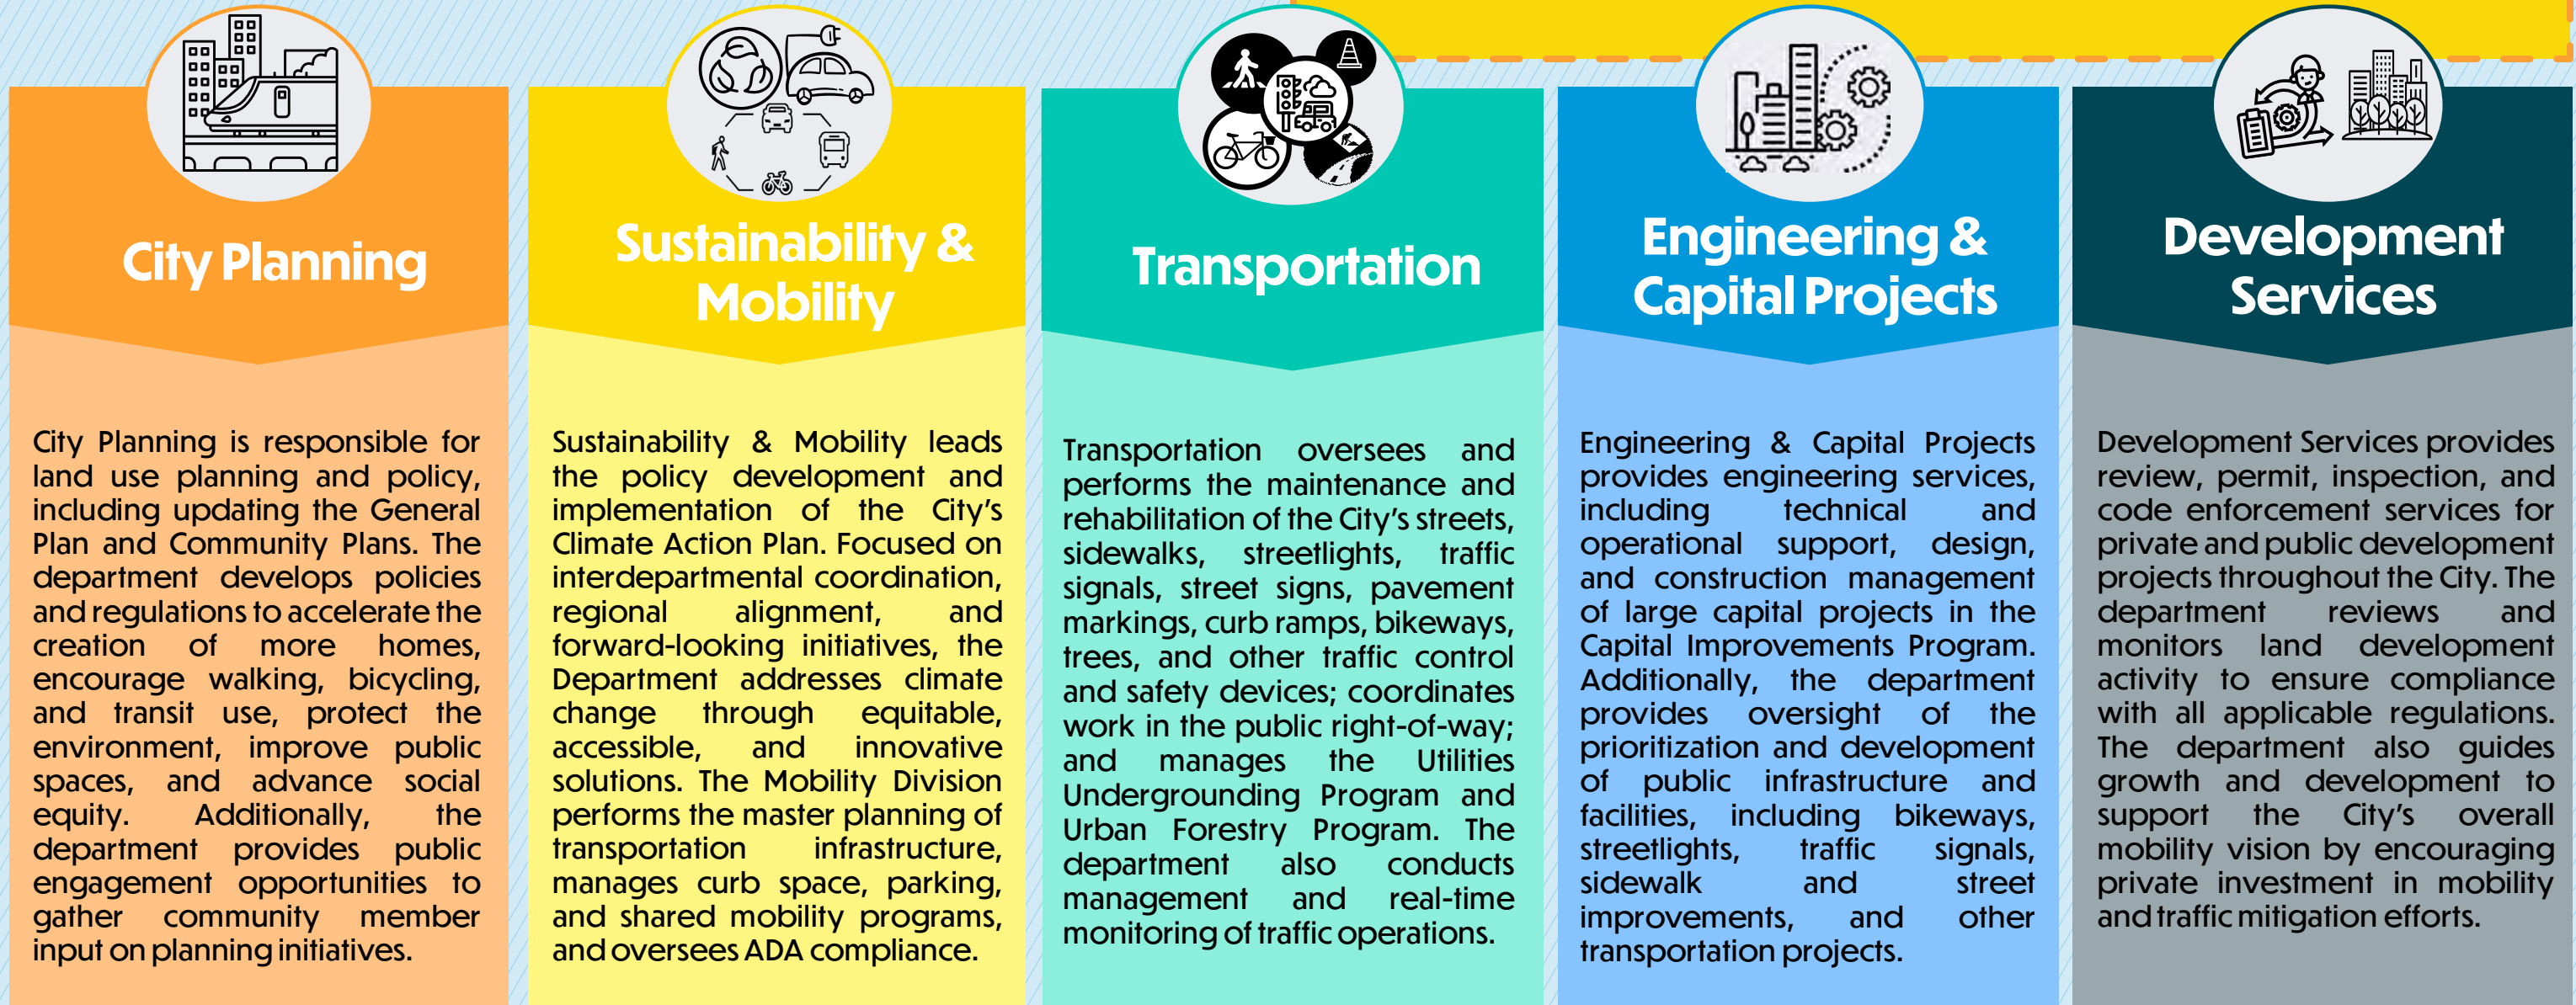 City Planning
City Planning is responsible for
land use planning and policy,
including updating the General
Plan and Community Plans. The
department develops policies
and regulations to accelerate the
creation of more homes,
encourage walking, bicycling,
and transit use, protect the
environment, improve public
spaces, and advance social
equity. Additionally, the
department provides public
engagement opportunities to
gather community member
input on planning initiatives.
Sustainability &
Mobility
Sustainability & Mobility leads
the policy development and
implementation of the City's
Climate Action Plan. Focused on
interdepartmental coordination,
regional alignment, and
forward-looking initiatives, the
Department addresses climate
change through equitable,
accessible, and innovative
solutions. The Mobility Division
performs the master planning of
transportation infrastructure,
manages curb space, parking,
and shared mobility programs,
and oversees ADA compliance.
Transportation
Transportation oversees and
performs the maintenance and
rehabilitation of the City's streets,
sidewalks, streetlights, traffic
signals, street signs, pavement
markings, curb ramps, bikeways,
trees, and other traffic control
and safety devices; coordinates
work in the public right-of-way;
and manages the Utilities
Undergrounding Program and
Urban Forestry Program. The
department also conducts
management and real-time
monitoring of traffic operations.
Engineering &
Capital Projects
Engineering & Capital Projects
provides engineering services,
including technical and
operational support, design,
and construction management
of large capital projects in the
Capital Improvements Program.
Additionally, the department
provides oversight of the
prioritization and development
of public infrastructure and
facilities, including bikeways,
streetlights, traffic signals,
sidewalk and street
improvements, and other
transportation projects.
Development
Services
Development Services provides
review, permit, inspection, and
code enforcement services for
private and public development
projects throughout the City. The
department reviews and
monitors land development
activity to ensure compliance
with all applicable regulations.
The department also guides
growth and development to
support the City's overall
mobility vision by encouraging
private investment in mobility
and traffic mitigation efforts.